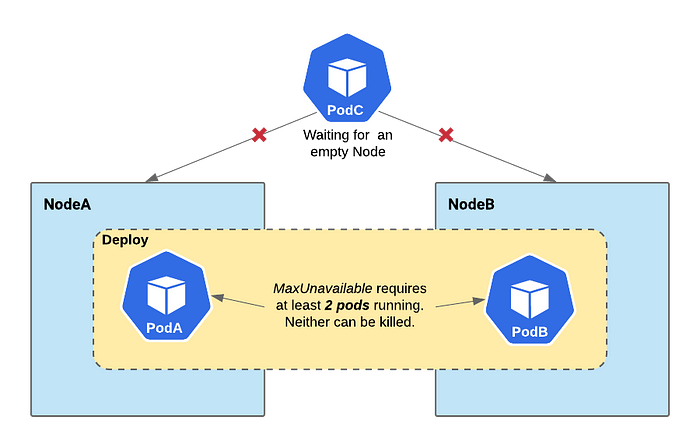 PodC
Waiting for an
empty Node
NodeA
NodeB
Deploy
PodA
MaxUnavailable requires
at least 2 pods running.
Neither can be killed.
PodB